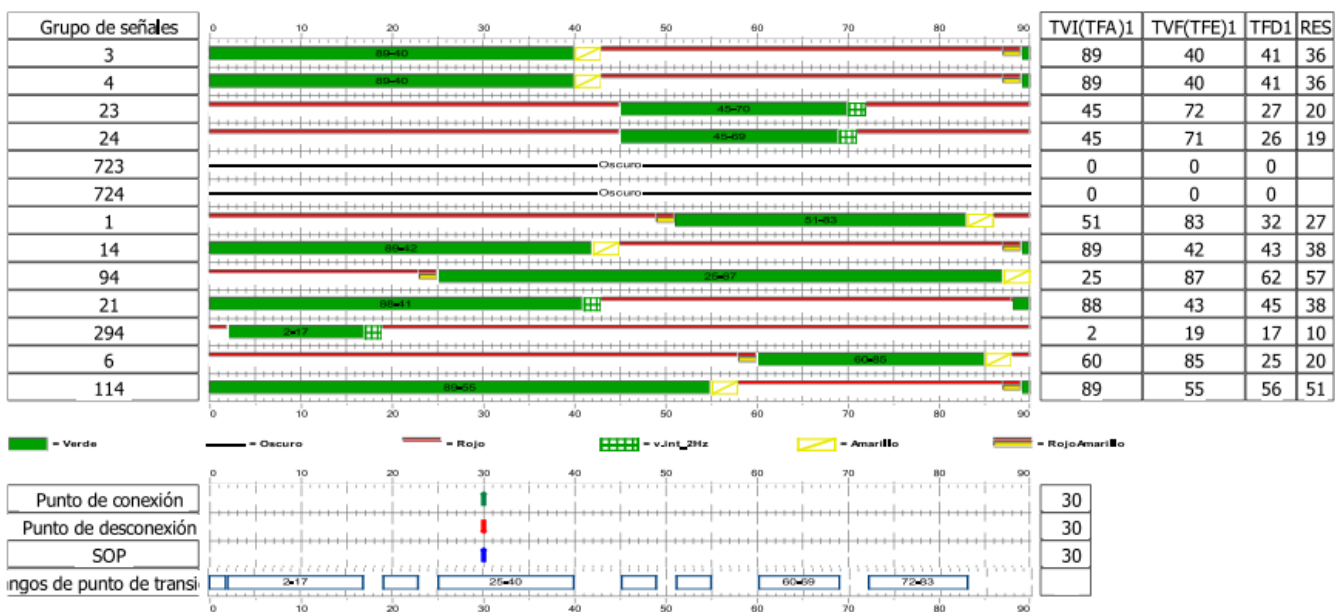 Grupo de señales 0 10 20 30 40 50 60 70 80 90 TVI(TFA)1 TVF(TFE)1 TFD1 RES
3 89-40 89 40 41 36
4 89-40 89 40 41 36
23 45-70 45 72 27 20
24 45-69 45 71 26 19
723 Oscuro 0 0 0
724 Oscuro 0 0 0
1 51-83 51 83 32 27
14 89-42 89 42 43 38
94 25-87 25 87 62 57
21 88-41 88 43 45 38
294 2-17 2 19 17 10
6 60-85 60 85 25 20
114 89-55 89 55 56 51
0 10 20 30 40 50 60 70 80 90
= Verde = Oscuro = Rojo = v.int_2Hz = Amarillo = RojoAmarillo
0 10 20 30 40 50 60 70 80 90
Punto de conexión 30
Punto de desconexión 30
SOP 30
ngos de punto de transi 2-17 25-40 60-69 72-83
0 10 20 30 40 50 60 70 80 90